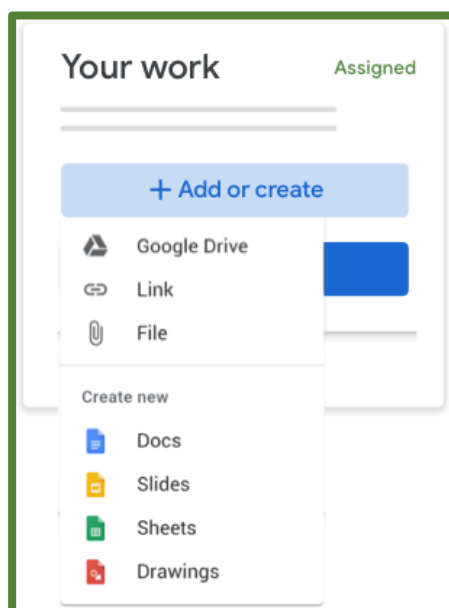 Your work
Assigned
+ Add or create
Google Drive
Link
File
Create new
Docs
Slides
Sheets
Drawings